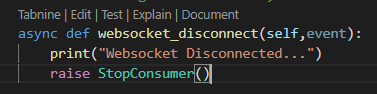 Tabnine | Edit | Test | Explain | Document
async def websocket_disconnect(self,event):
    print("Websocket Disconnected...")
    raise StopConsumer()